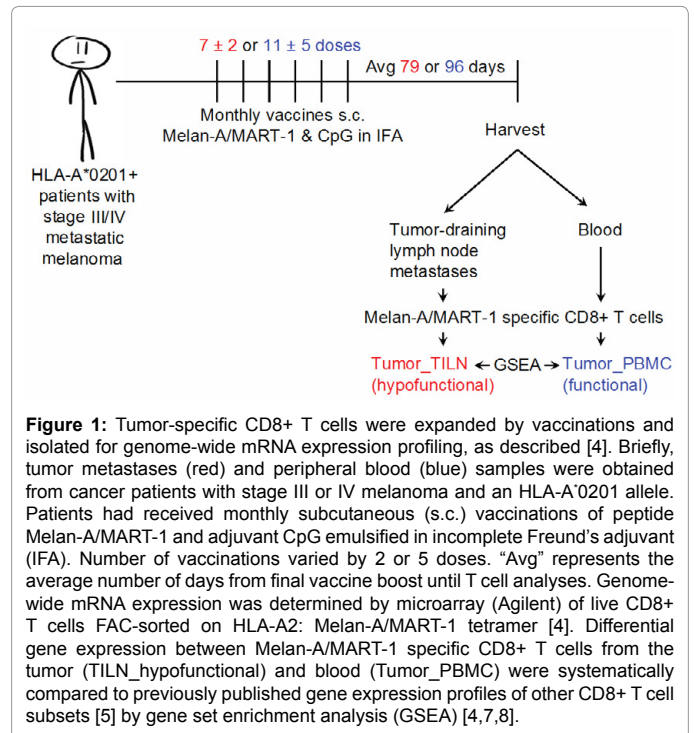 7 ± 2 or 11 ± 5 doses
Avg 79 or 96 days
Monthly vaccines s.c.
Melan-A/MART-1 & CpG in IFA
Harvest
HLA-A*0201+
patients with
stage III/IV
metastatic
melanoma
Tumor-draining
lymph node
metastases
Blood
Melan-A/MART-1 specific CD8+ T cells
Tumor_TILN ← GSEA → Tumor_PBMC
(hypofunctional) (functional)
Figure 1: Tumor-specific CD8+ T cells were expanded by vaccinations and
isolated for genome-wide mRNA expression profiling, as described [4]. Briefly,
tumor metastases (red) and peripheral blood (blue) samples were obtained
from cancer patients with stage III or IV melanoma and an HLA-A*0201 allele.
Patients had received monthly subcutaneous (s.c.) vaccinations of peptide
Melan-A/MART-1 and adjuvant CpG emulsified in incomplete Freund's adjuvant
(IFA). Number of vaccinations varied by 2 or 5 doses. “Avg” represents the
average number of days from final vaccine boost until T cell analyses. Genome-
wide mRNA expression was determined by microarray (Agilent) of live CD8+
T cells FAC-sorted on HLA-A2: Melan-A/MART-1 tetramer [4]. Differential
gene expression between Melan-A/MART-1 specific CD8+ T cells from the
tumor (TILN_hypofunctional) and blood (Tumor_PBMC) were systematically
compared to previously published gene expression profiles of other CD8+ T cell
subsets [5] by gene set enrichment analysis (GSEA) [4,7,8].